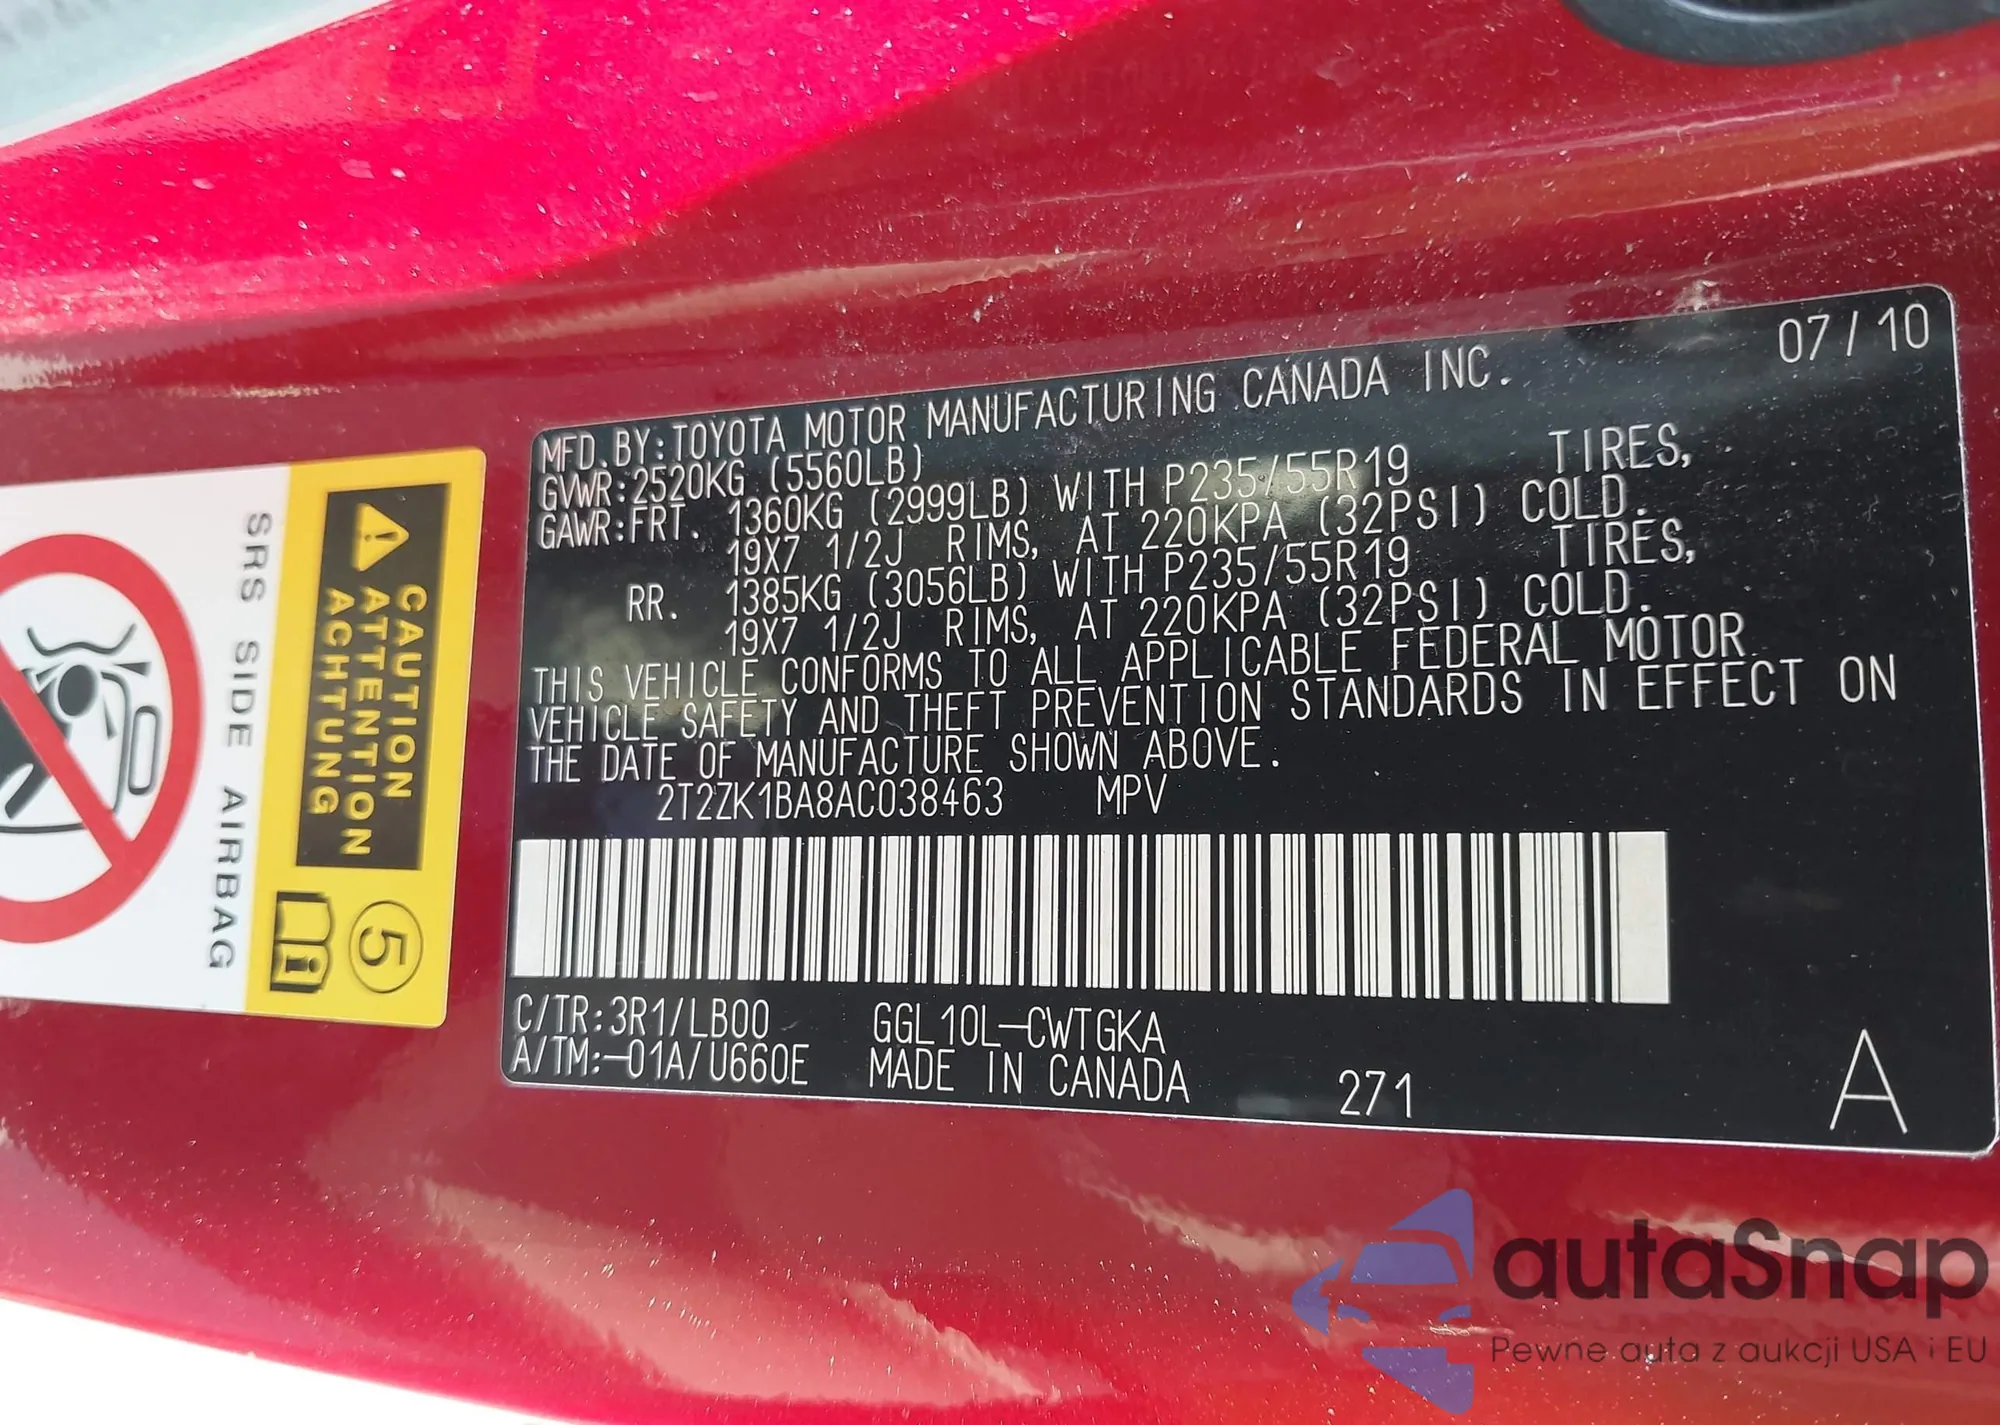 07/10
MFD. BY: TOYOTA MOTOR MANUFACTURING CANADA INC.
GVWR: 2520KG (5560LB)
GAWR: FRT. 1360KG (2999LB) WITH P235/55R19 TIRES,
19X7 1/2J RIMS, AT 220KPA (32PSI) COLD.
RR. 1385KG (3056LB) WITH P235/55R19 TIRES,
19X7 1/2J RIMS, AT 220KPA (32PSI) COLD.
THIS VEHICLE CONFORMS TO ALL APPLICABLE FEDERAL MOTOR
VEHICLE SAFETY AND THEFT PREVENTION STANDARDS IN EFFECT ON
THE DATE OF MANUFACTURE SHOWN ABOVE.
2T2ZK1BA8AC038463 MPV
C/TR: 3R1/LB00 GGL10L-CWTGKA
A/TM: -01A/U660E MADE IN CANADA 271
A
CAUTION
ATTENTION
ACHTUNG
5
i
SRS SIDE AIRBAG
autaSnap
Pewne auta z aukcji USA i EU